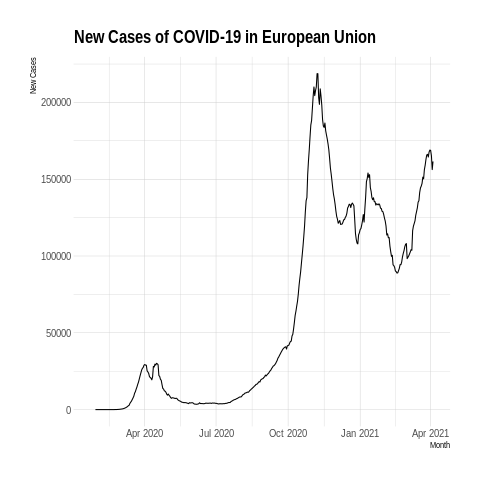 New Cases of COVID-19 in European Union
New Cases
200000
150000
100000
50000
0
Apr 2020 Jul 2020 Oct 2020 Jan 2021 Apr 2021
Month